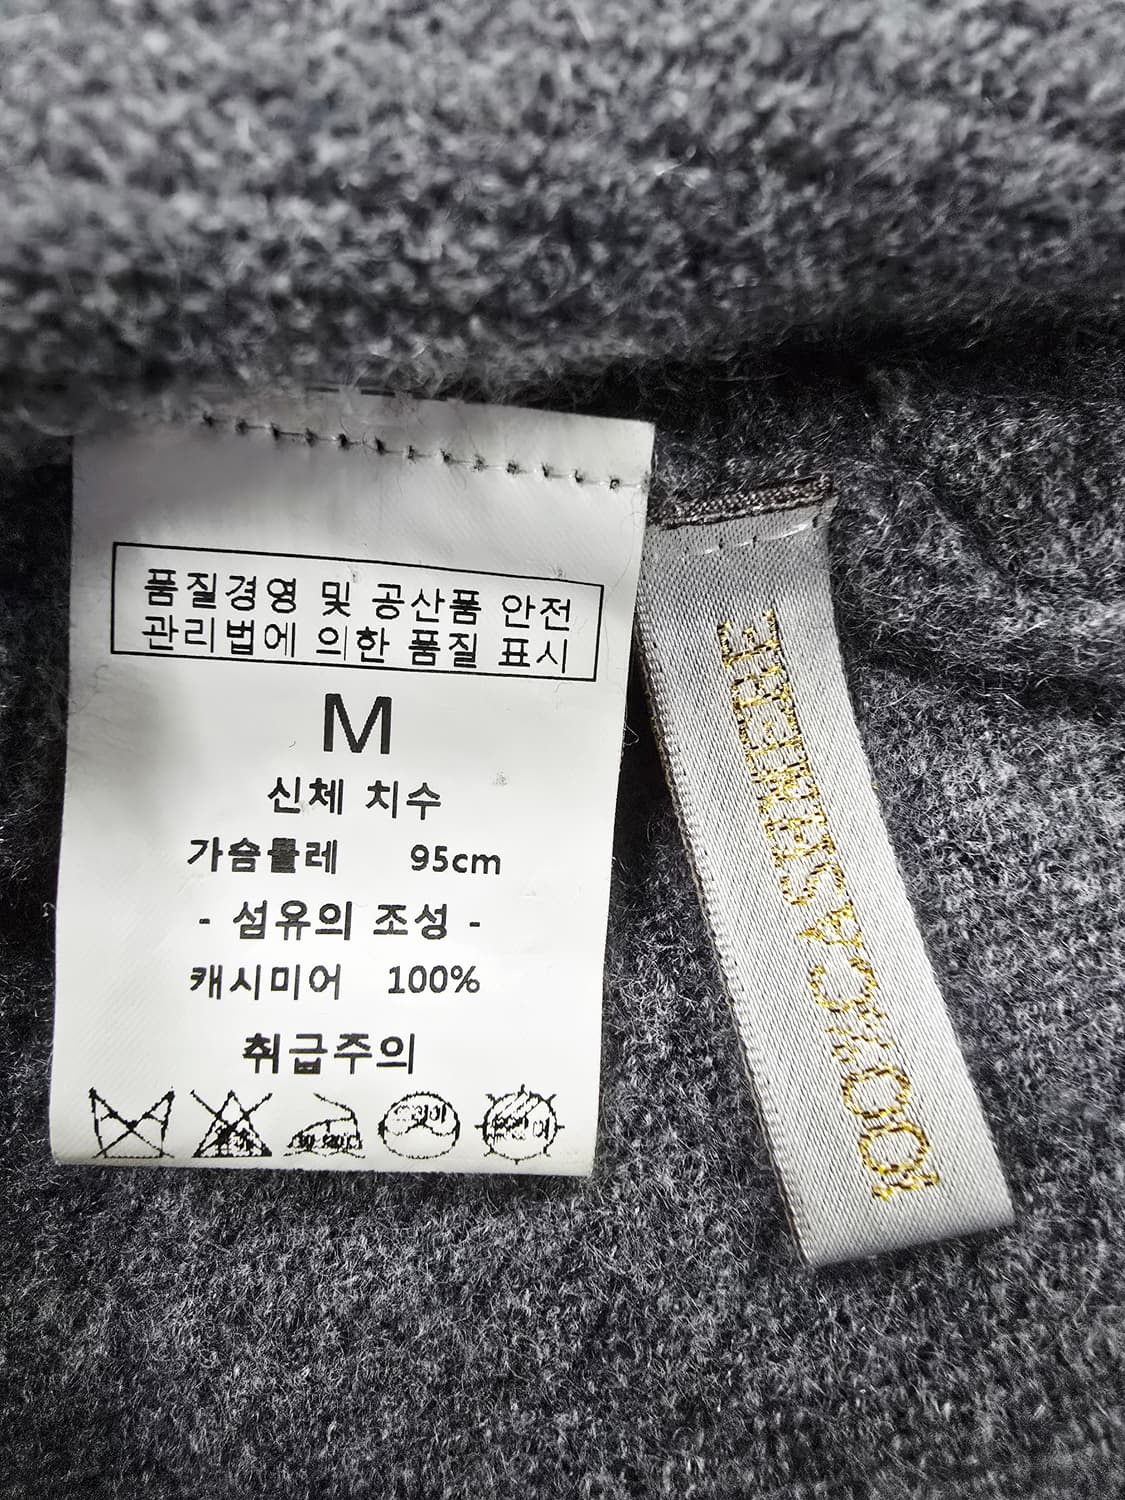 품질경영 및 공산품 안전
관리법에 의한 품질 표시
M
신체 치수
가슴둘레 95cm
- 섬유의 조성 -
캐시미어 100%
취급주의
100% CASHMERE